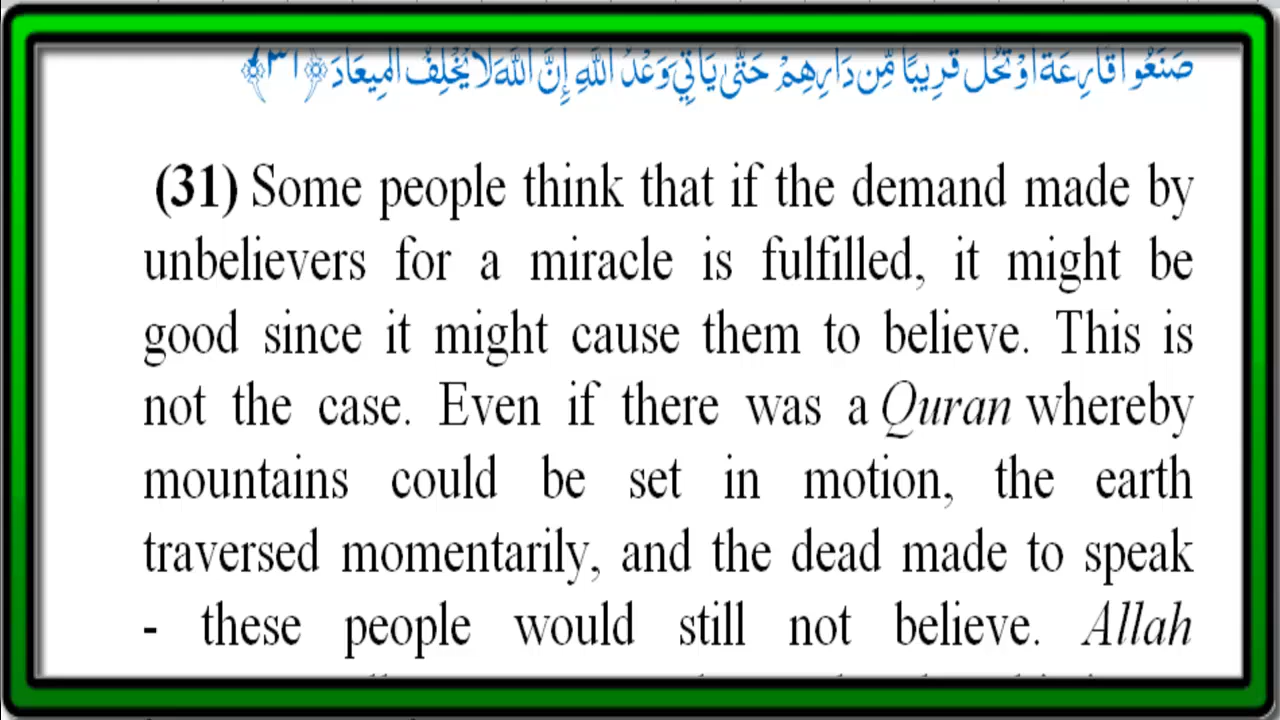 صَنَعُوا قَارِعَةٌ أَوْ تَحُلُّ قَرِيبًا مِّن دَارِهِمْ حَتَّىٰ يَأْتِيَ وَعْدُ اللَّهِ إِنَّ اللَّهَ لَا يُخْلِفُ الْمِيعَادَ ﴿٣١﴾
(31) Some people think that if the demand made by
unbelievers for a miracle is fulfilled, it might be
good since it might cause them to believe. This is
not the case. Even if there was a Quran whereby
mountains could be set in motion, the earth
traversed momentarily, and the dead made to speak
- these people would still not believe. Allah